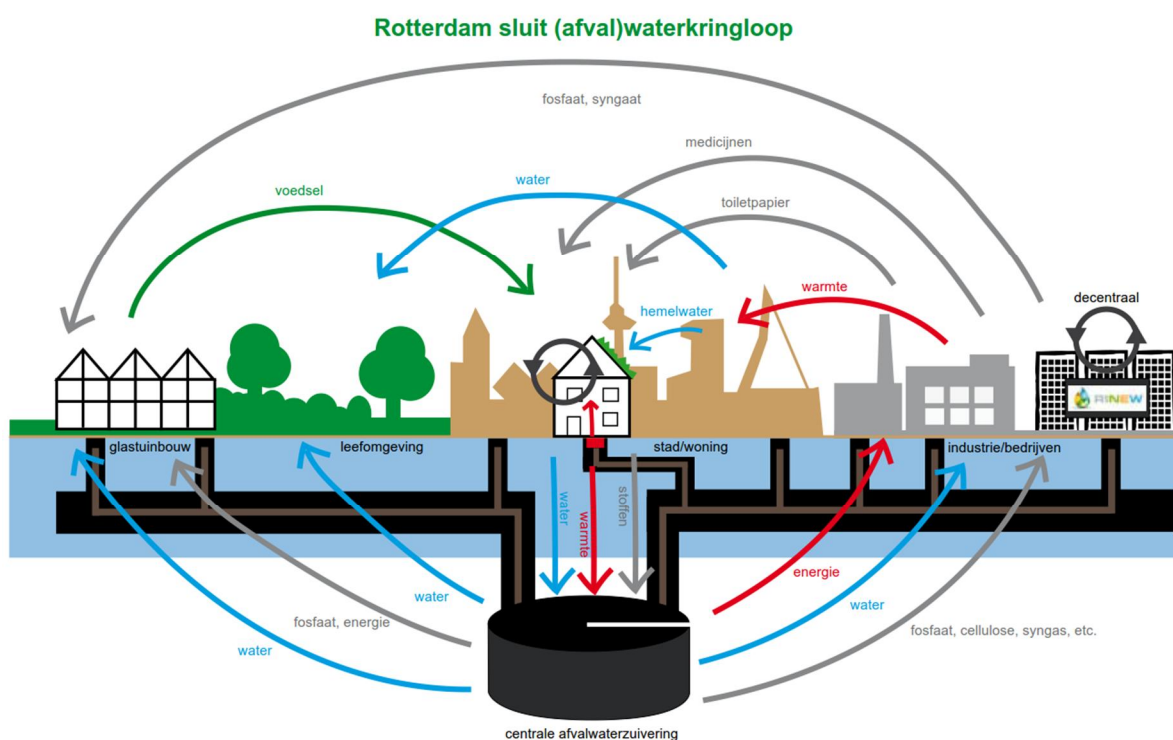 Rotterdam sluit (afval)waterkringloop
fosfaat, syngaat
medicijnen
water
voedsel
toiletpapier
warmte
decentraal
hemelwater
RINEW
glastuinbouw
leefomgeving
stad/woning
industrie/bedrijven
water
warmte
stoffen
energie
water
water
fosfaat, energie
fosfaat, cellulose, syngas, etc.
water
centrale afvalwaterzuivering